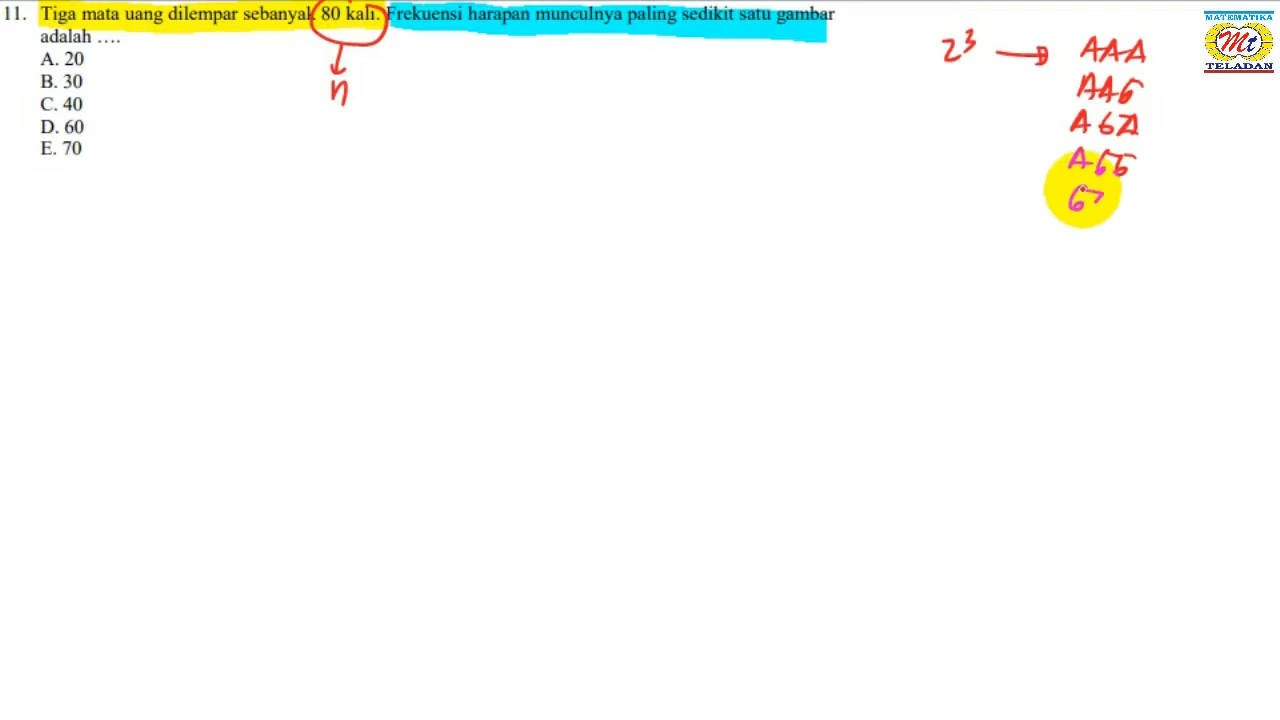 11. Tiga mata uang dilempar sebanyak 80 kali. Frekuensi harapan munculnya paling sedikit satu gambar
adalah ….
A. 20
B. 30
C. 40
D. 60
E. 70
n
2³ → AAA
AAG
AGA
AGG
G
MATEMATIKA
Mt
TELADAN